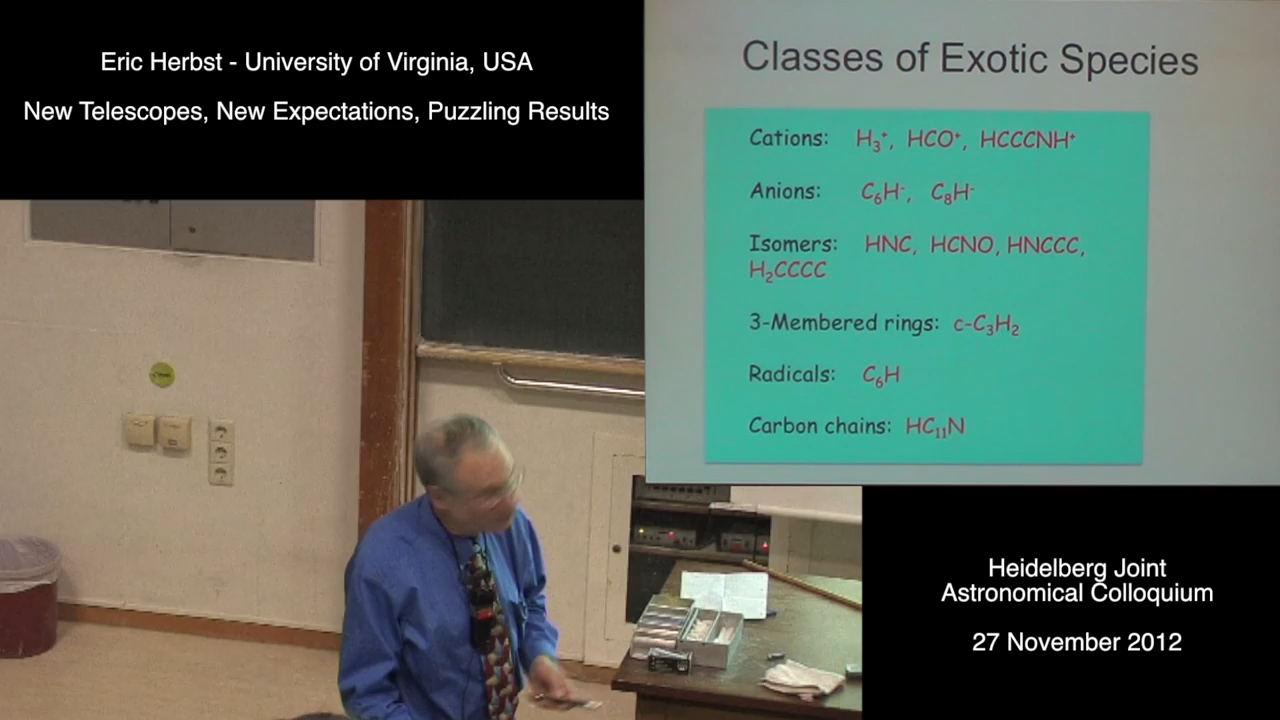 Eric Herbst - University of Virginia, USA
New Telescopes, New Expectations, Puzzling Results
Classes of Exotic Species
Cations: H₃⁺, HCO⁺, HCCCNH⁺
Anions: C₆H⁻, C₈H⁻
Isomers: HNC, HCNO, HNCCC,
H₂CCCC
3-Membered rings: c-C₃H₂
Radicals: C₆H
Carbon chains: HC₁₁N
Heidelberg Joint
Astronomical Colloquium
27 November 2012